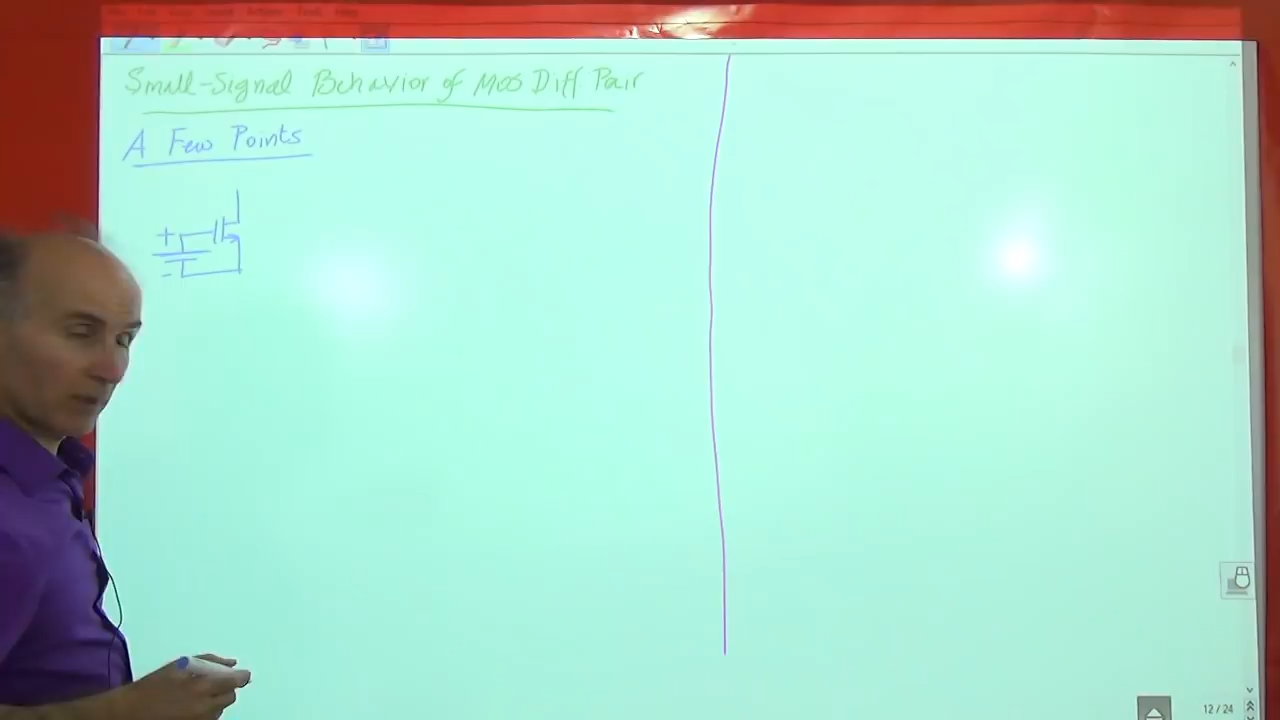 Small-Signal Behavior of MOS Diff Pair
A Few Points
+
-
12 / 24